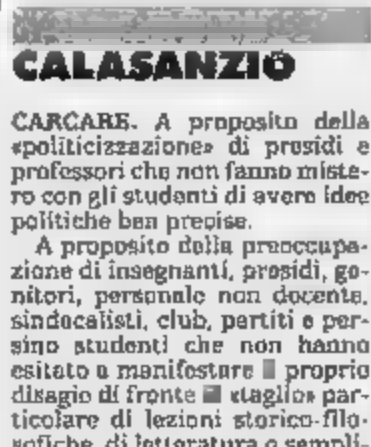 CALASANZIO
CARCARE. A proposito della
«politicizzazione» di presidi e
professori che non fanno miste-
ro con gli studenti di avere idee
politiche ben precise.
A proposito della preoccupa-
zione di insegnanti, presidi, ge-
nitori, personale non docente,
sindacalisti, club, partiti e per-
sino studenti che non hanno
esitato a manifestare proprio
disagio di fronte «taglio» par-
ticolare di lezioni storico-filo-
sofiche, di letteratura o sempli-